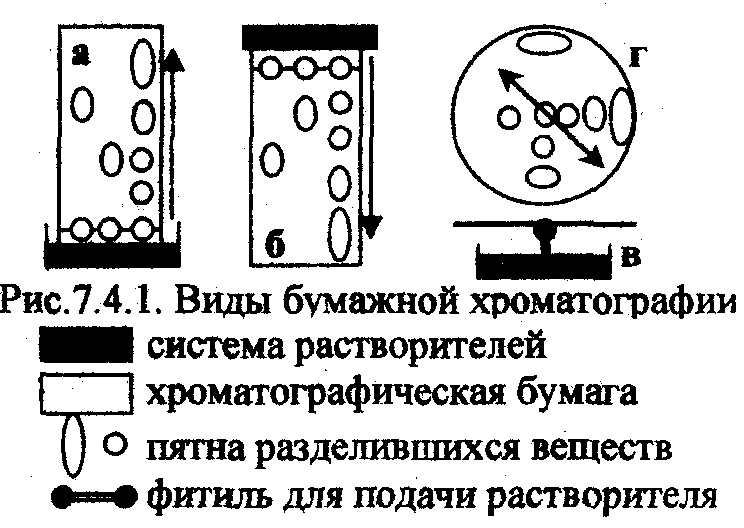 а
б
г
в
Рис.7.4.1. Виды бумажной хроматографии
система растворителей
хроматографическая бумага
пятна разделившихся веществ
фитиль для подачи растворителя